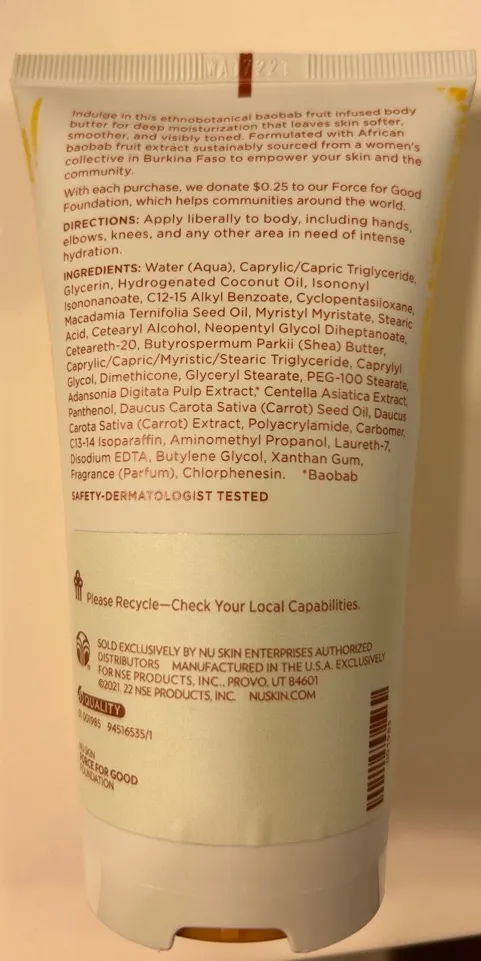 Indulge in this ethnobotanical baobab fruit infused body
butter for deep moisturization that leaves skin softer,
smoother, and visibly toned. Formulated with African
baobab fruit extract sustainably sourced from a women's
collective in Burkina Faso to empower your skin and the
community.
With each purchase, we donate $0.25 to our Force for Good
Foundation, which helps communities around the world.
DIRECTIONS: Apply liberally to body, including hands,
elbows, knees, and any other area in need of intense
hydration.
INGREDIENTS: Water (Aqua), Caprylic/Capric Triglyceride,
Glycerin, Hydrogenated Coconut Oil, Isononyl
Isononanoate, C12-15 Alkyl Benzoate, Cyclopentasiloxane,
Macadamia Ternifolia Seed Oil, Myristyl Myristate, Stearic
Acid, Cetearyl Alcohol, Neopentyl Glycol Diheptanoate,
Ceteareth-20, Butyrospermum Parkii (Shea) Butter,
Caprylic/Capric/Myristic/Stearic Triglyceride, Caprylyl
Glycol, Dimethicone, Glyceryl Stearate, PEG-100 Stearate,
Adansonia Digitata Pulp Extract,* Centella Asiatica Extract,
Panthenol, Daucus Carota Sativa (Carrot) Seed Oil, Daucus
Carota Sativa (Carrot) Extract, Polyacrylamide, Carbomer,
C13-14 Isoparaffin, Aminomethyl Propanol, Laureth-7,
Disodium EDTA, Butylene Glycol, Xanthan Gum,
Fragrance (Parfum), Chlorphenesin. *Baobab
SAFETY-DERMATOLOGIST TESTED
Please Recycle—Check Your Local Capabilities.
SOLD EXCLUSIVELY BY NU SKIN ENTERPRISES AUTHORIZED
DISTRIBUTORS MANUFACTURED IN THE U.S.A. EXCLUSIVELY
FOR NSE PRODUCTS, INC., PROVO, UT 84601
©2021, 22 NSE PRODUCTS, INC. NUSKIN.COM
QUALITY
01 001985 94516535/1
NU SKIN
FORCE FOR GOOD
FOUNDATION